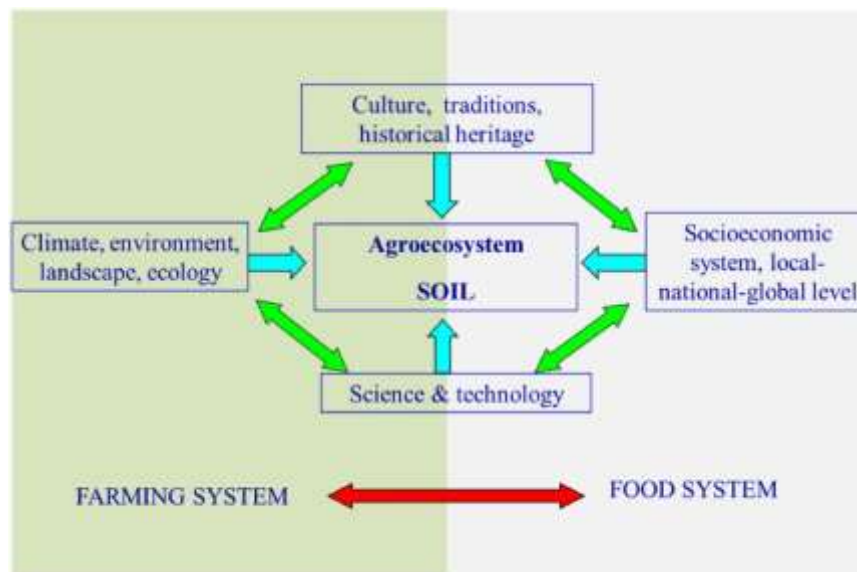 Culture, traditions,
historical heritage
Climate, environment,
landscape, ecology
Agroecosystem
SOIL
Socioeconomic
system, local-
national-global level
Science & technology
FARMING SYSTEM
FOOD SYSTEM